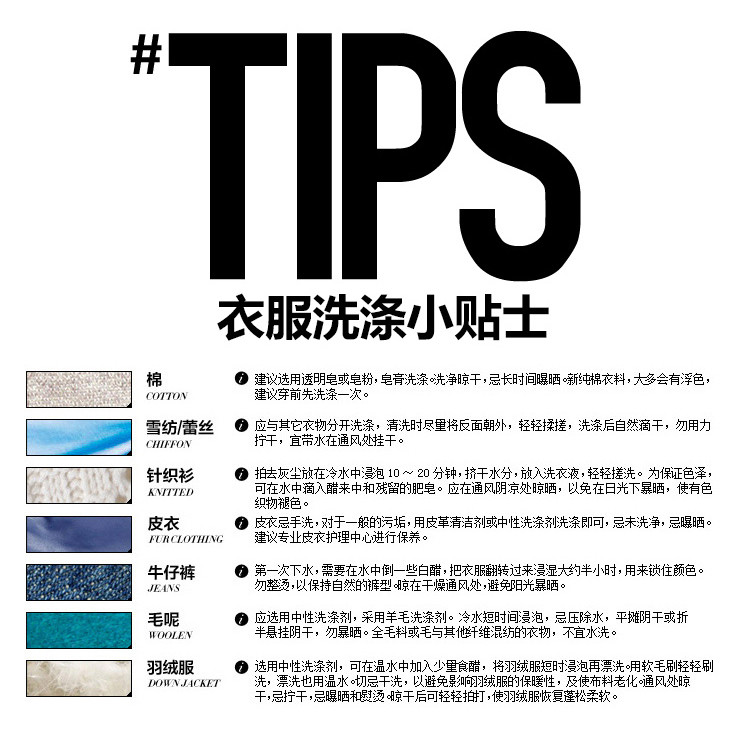 #TIPS
衣服洗涤小贴士
棉
COTTON
建议选用透明皂或皂粉,皂膏洗涤。洗净晾干,忌长时间曝晒。新纯棉衣料,大多会有浮色,
建议穿前先洗涤一次。
雪纺/蕾丝
CHIFFON
应与其它衣物分开洗涤，清洗时尽量将反面朝外，轻轻揉搓，洗涤后自然滴干，勿用力
拧干，宜带水在通风处挂干。
针织衫
KNITTED
拍去灰尘放在冷水中浸泡 10 ～ 20 分钟,挤干水分,放入洗衣液,轻轻搓洗。为保证色泽,
可在水中滴入醋来中和残留的肥皂。应在通风阴凉处晾晒，以免在日光下暴晒，使有色
织物褪色。
皮衣
FUR CLOTHING
皮衣忌手洗,对于一般的污垢,用皮革清洁剂或中性洗涤剂洗涤即可,忌未洗净,忌曝晒。
建议专业皮衣护理中心进行保养。
牛仔裤
JEANS
第一次下水,需要在水中倒一些白醋,把衣服翻转过来浸湿大约半小时,用来锁住颜色。
勿整烫,以保持自然的裤型。晾在干燥通风处,避免阳光暴晒。
毛呢
WOOLEN
应选用中性洗涤剂，采用羊毛洗涤剂。冷水短时间浸泡，忌压除水，平摊阴干或折
半悬挂阴干，勿暴晒。全毛料或毛与其他纤维混纺的衣物，不宜水洗。
羽绒服
DOWN JACKET
选用中性洗涤剂，可在温水中加入少量食醋，将羽绒服短时浸泡再漂洗。用软毛刷轻轻刷
洗，漂洗也用温水。切忌干洗，以避免影响羽绒服的保暖性，及使布料老化。通风处晾
干,忌拧干,忌曝晒和熨烫。晾干后可轻轻拍打,使羽绒服恢复蓬松柔软。